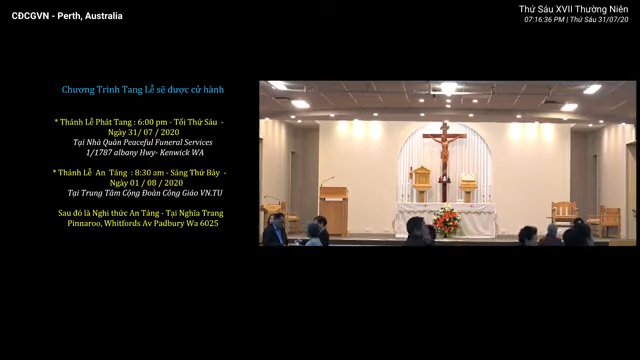 CĐCGVN - Perth, Australia
Thứ Sáu XVII Thường Niên
07:16:36 PM | Thứ Sáu 31/07/20
Chương Trình Tang Lễ sẽ được cử hành
* Thánh Lễ Phát Tang : 6:00 pm - Tối Thứ Sáu -
Ngày 31/ 07 / 2020
Tại Nhà Quàn Peaceful Funeral Services
1/1787 albany Hwy- Kenwick WA
* Thánh Lễ An Táng : 8:30 am - Sáng Thứ Bảy -
Ngày 01 / 08 / 2020
Tại Trung Tâm Cộng Đoàn Công Giáo VN.TU
Sau đó là Nghi thức An Táng - Tại Nghĩa Trang
Pinnaroo, Whitfords Av Padbury Wa 6025